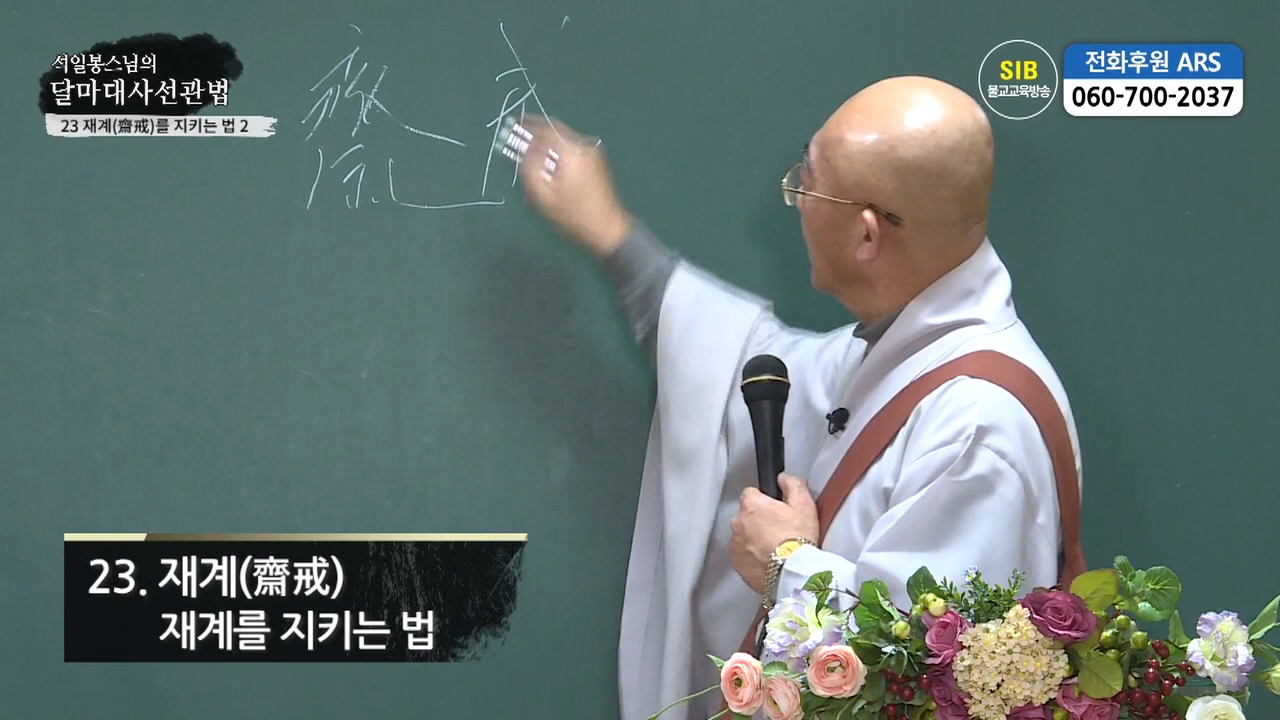 석일봉스님의
달마대사선관법
23 재계(齋戒)를 지키는 법 2
SIB
불교교육방송
전화후원 ARS
060-700-2037
23. 재계(齋戒)
재계를 지키는 법